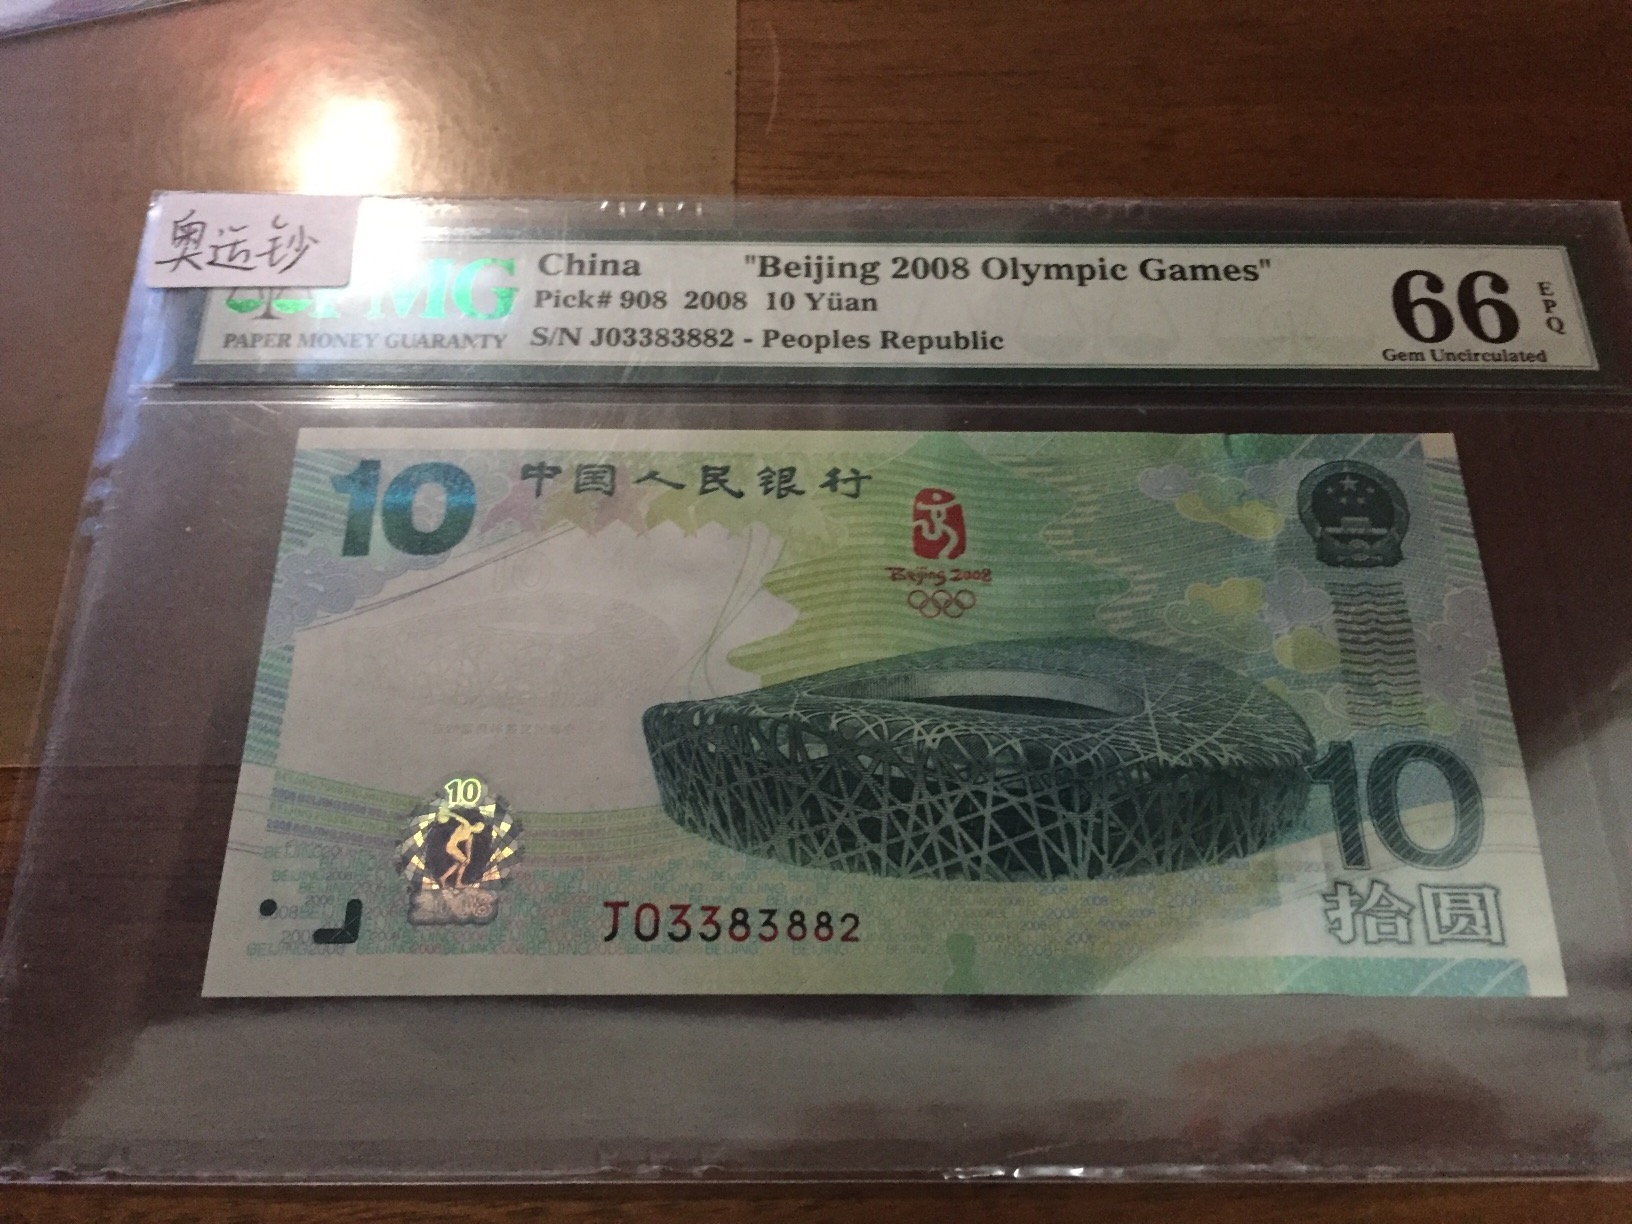 奥运钞
PMG
PAPER MONEY GUARANTY
China "Beijing 2008 Olympic Games"
Pick# 908 2008 10 Yüan
S/N J03383882 - Peoples Republic
66
EPQ
Gem Uncirculated
10
中国人民银行
Beijing 2008
10
10
拾圆
J03383882
BEIJING2008